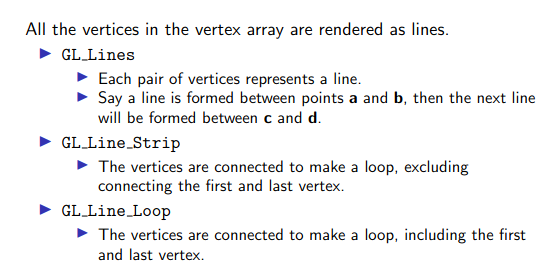 All the vertices in the vertex array are rendered as lines.
GL_Lines
Each pair of vertices represents a line.
Say a line is formed between points a and b, then the next line
will be formed between c and d.
GL_Line_Strip
The vertices are connected to make a loop, excluding
connecting the first and last vertex.
GL_Line_Loop
The vertices are connected to make a loop, including the first
and last vertex.